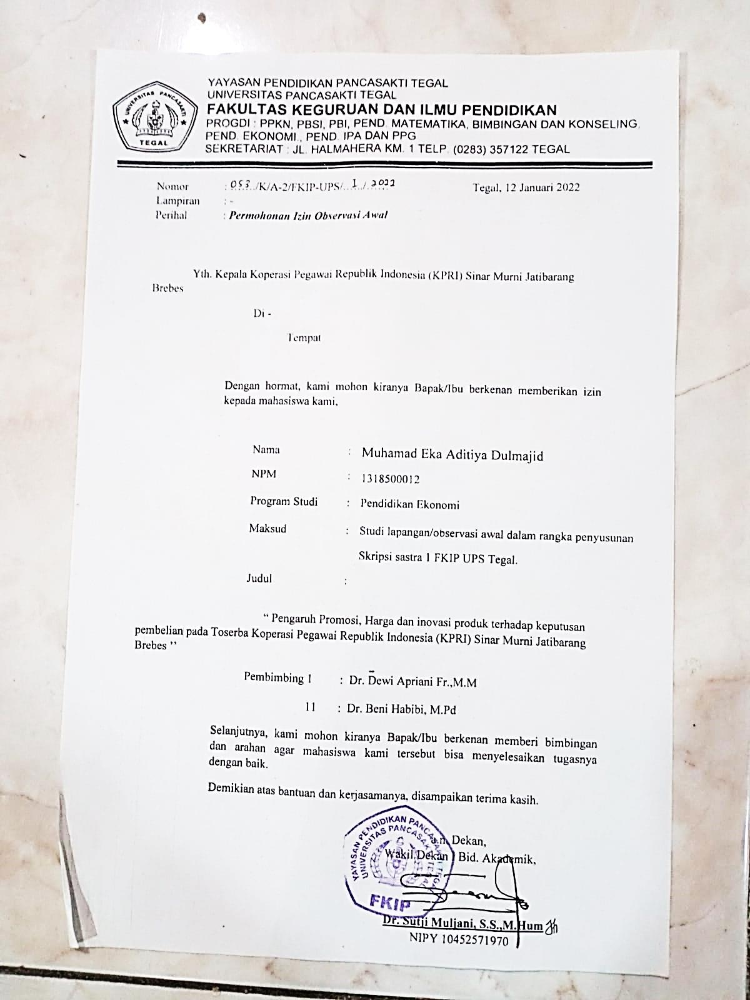 YAYASAN PENDIDIKAN PANCASAKTI TEGAL
UNIVERSITAS PANCASAKTI TEGAL
FAKULTAS KEGURUAN DAN ILMU PENDIDIKAN
PROGDI : PPKN, PBSI, PBI, PEND. MATEMATIKA, BIMBINGAN DAN KONSELING,
PEND. EKONOMI., PEND. IPA DAN PPG
SEKRETARIAT : JL. HALMAHERA KM. 1 TELP. (0283) 357122 TEGAL
UNIVERSITAS PANCASAKTI
TEGAL
Nomor : 053 /K/A-2/FKIP-UPS/ I / 2022 Tegal, 12 Januari 2022
Lampiran : -
Perihal : Permohonan Izin Observasi Awal
Yth. Kepala Koperasi Pegawai Republik Indonesia (KPRI) Sinar Murni Jatibarang
Brebes
Di -
Tempat
Dengan hormat, kami mohon kiranya Bapak/Ibu berkenan memberikan izin
kepada mahasiswa kami,
Nama : Muhamad Eka Aditiya Dulmajid
NPM : 1318500012
Program Studi : Pendidikan Ekonomi
Maksud : Studi lapangan/observasi awal dalam rangka penyusunan
Skripsi sastra 1 FKIP UPS Tegal.
Judul :
“ Pengaruh Promosi, Harga dan inovasi produk terhadap keputusan
pembelian pada Toserba Koperasi Pegawai Republik Indonesia (KPRI) Sinar Murni Jatibarang
Brebes ”
Pembimbing 1 : Dr. Dewi Apriani Fr.,M.M
11 : Dr. Beni Habibi, M.Pd
Selanjutnya, kami mohon kiranya Bapak/Ibu berkenan memberi bimbingan
dan arahan agar mahasiswa kami tersebut bisa menyelesaikan tugasnya
dengan baik.
Demikian atas bantuan dan kerjasamanya, disampaikan terima kasih.
a.n. Dekan,
Wakil Dekan I Bid. Akademik,
YAYASAN PENDIDIKAN PANCASAKTI TEGAL
UNIVERSITAS PANCASAKTI TEGAL
FKIP
Dr. Sutji Muljani, S.S.,M.Hum
NIPY 10452571970